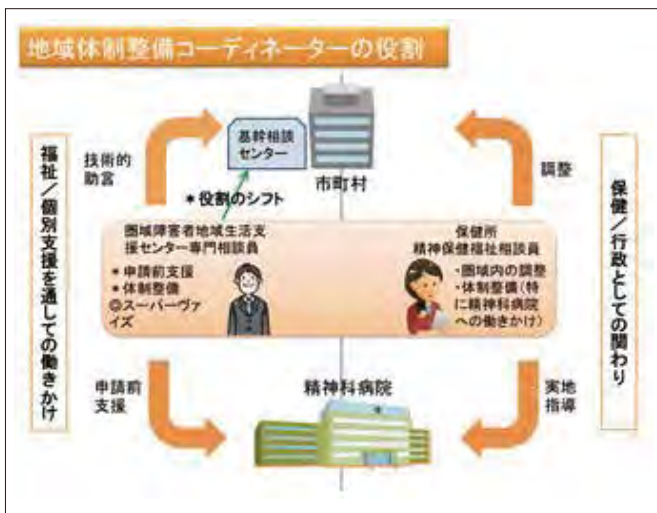 地域体制整備コーディネーターの役割
基幹相談
センター
市町村
技術的
助言
調整
＊役割のシフト
福祉／個別支援を通しての働きかけ
保健／行政としての関わり
圏域障害者地域生活支
援センター専門相談員
＊申請前支援
＊体制整備
◎スーパーヴァ
イズ
保健所
精神保健福祉相談員
・圏域内の調整
・体制整備（特
に精神科病院
への働きかけ）
申請前
支援
精神科病院
実地
指導